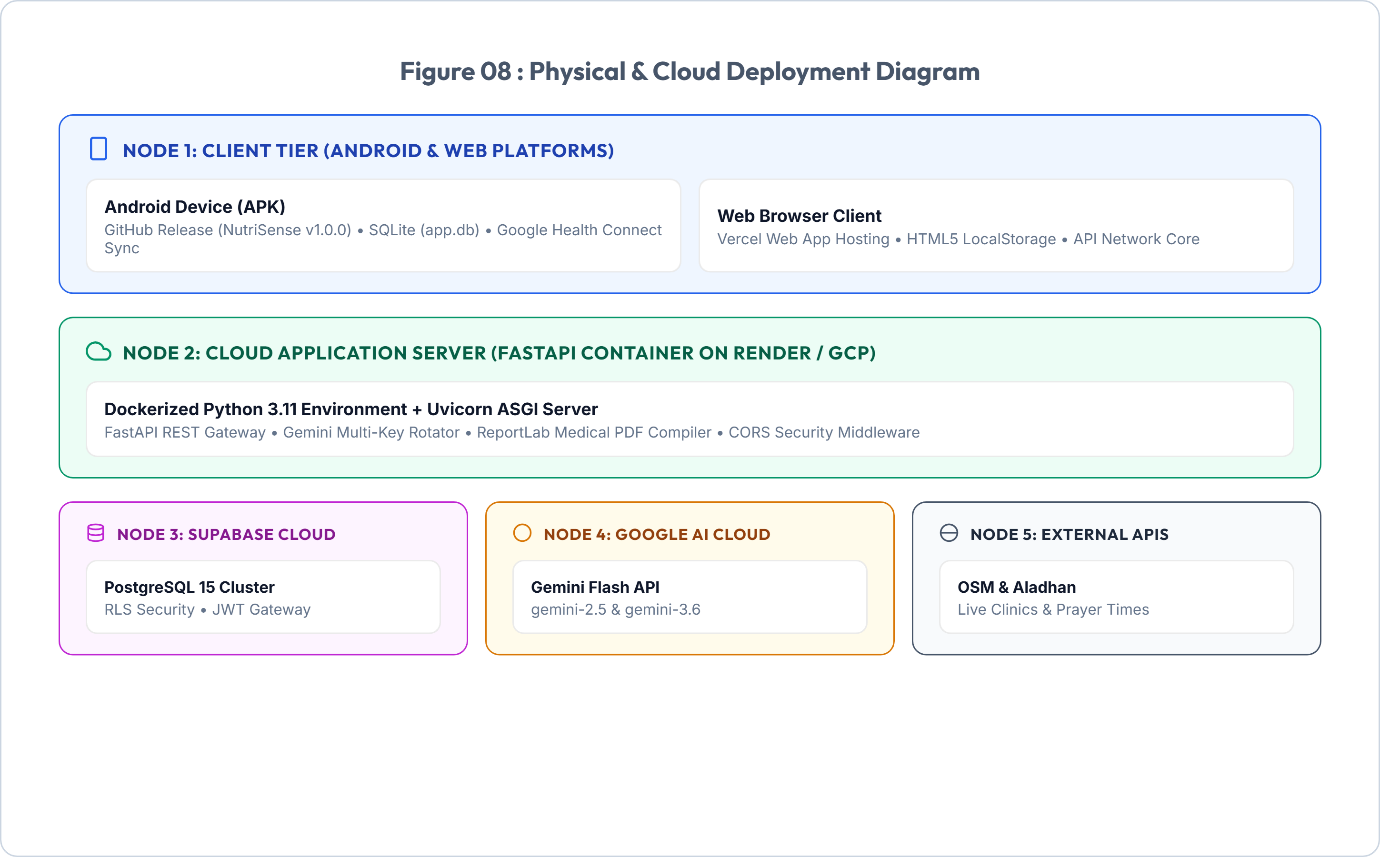 Figure 08 : Physical & Cloud Deployment Diagram
NODE 1: CLIENT TIER (ANDROID & WEB PLATFORMS)
Android Device (APK)
GitHub Release (NutriSense v1.0.0) • SQLite (app.db) • Google Health Connect
Sync
Web Browser Client
Vercel Web App Hosting • HTML5 LocalStorage • API Network Core
NODE 2: CLOUD APPLICATION SERVER (FASTAPI CONTAINER ON RENDER / GCP)
Dockerized Python 3.11 Environment + Uvicorn ASGI Server
FastAPI REST Gateway • Gemini Multi-Key Rotator • ReportLab Medical PDF Compiler • CORS Security Middleware
NODE 3: SUPABASE CLOUD
PostgreSQL 15 Cluster
RLS Security • JWT Gateway
NODE 4: GOOGLE AI CLOUD
Gemini Flash API
gemini-2.5 & gemini-3.6
NODE 5: EXTERNAL APIS
OSM & Aladhan
Live Clinics & Prayer Times